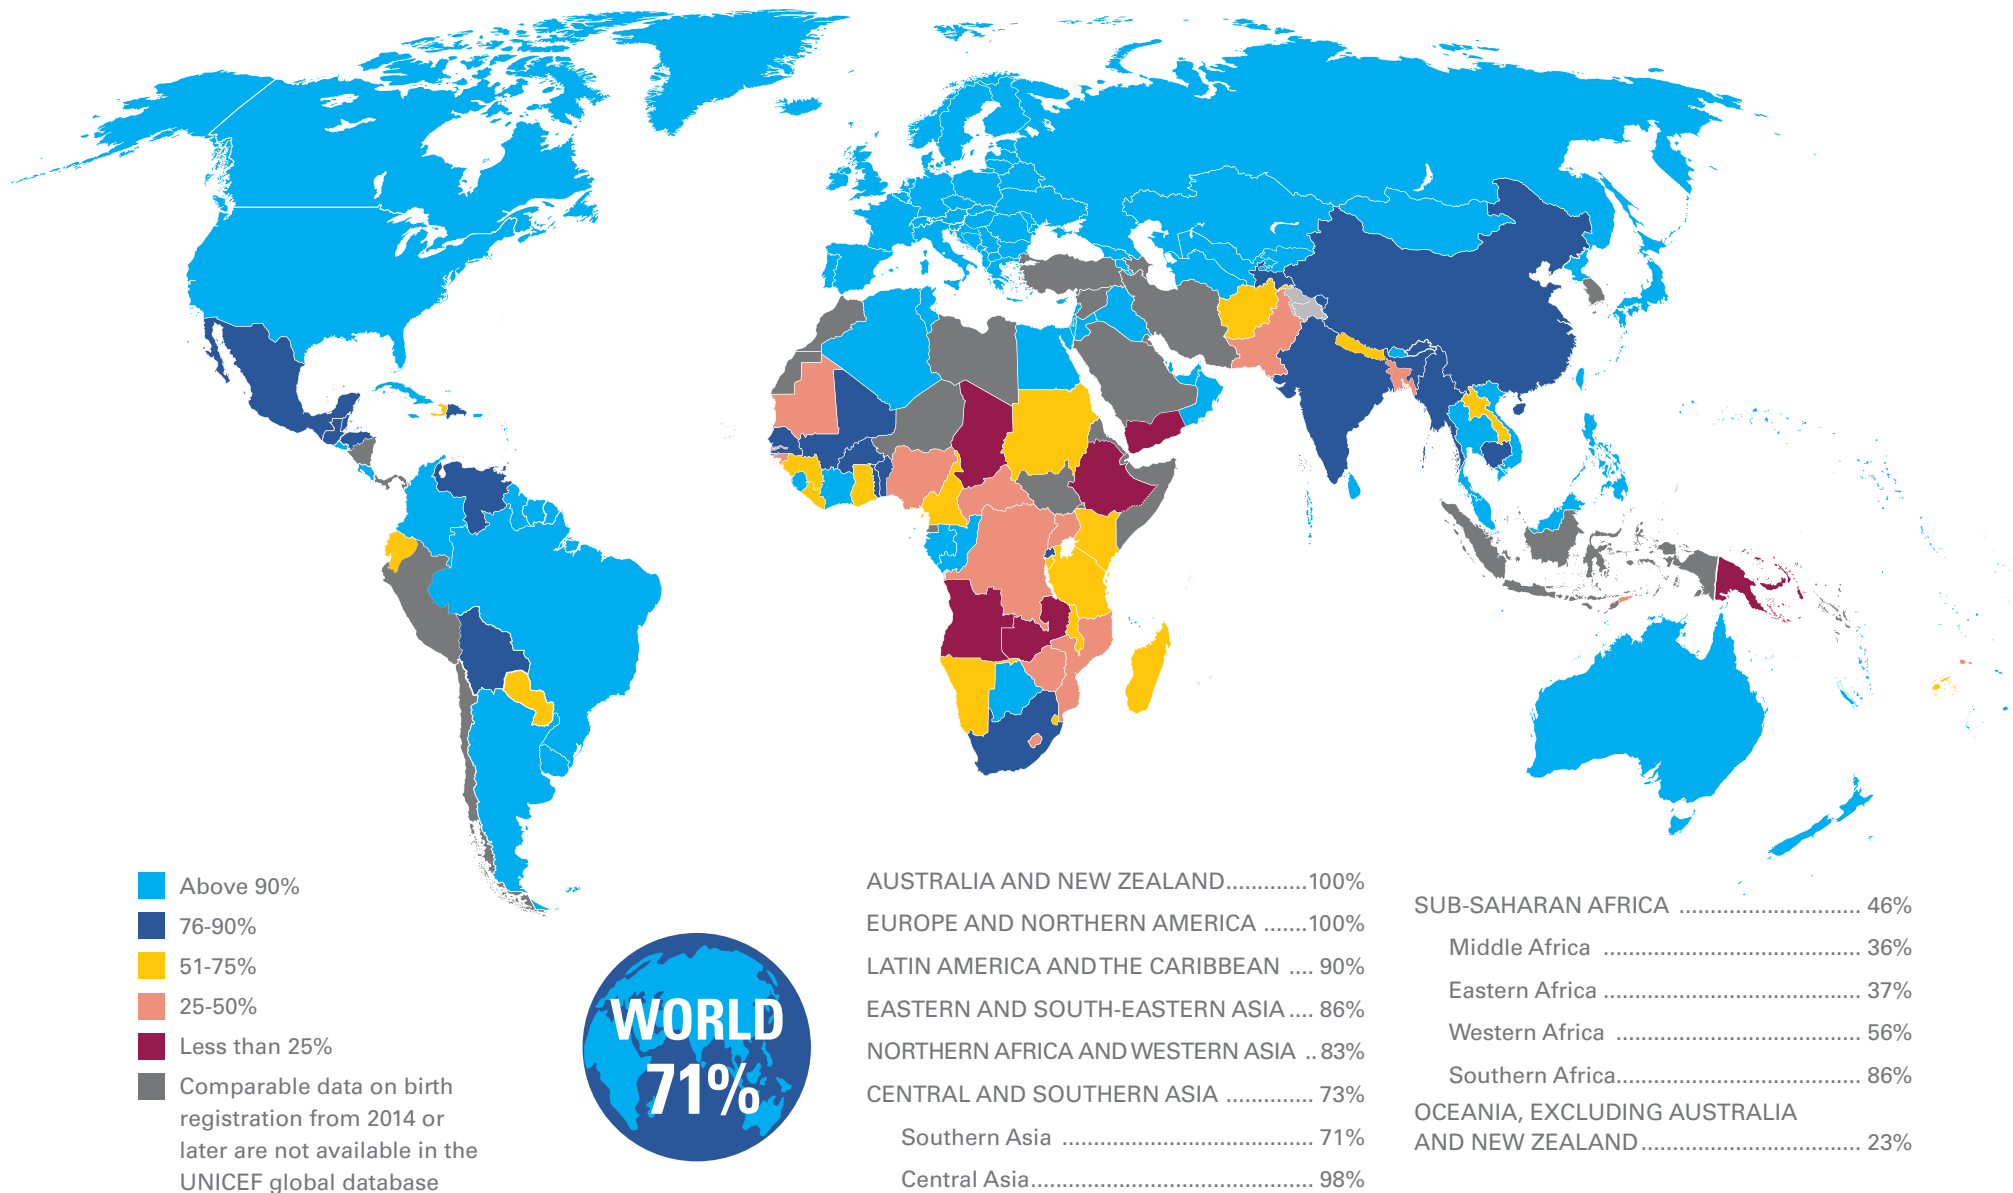 Above 90%
76-90%
51-75%
25-50%
Less than 25%
Comparable data on birth
registration from 2014 or
later are not available in the
UNICEF global database
WORLD
71%
AUSTRALIA AND NEW ZEALAND.............100%
EUROPE AND NORTHERN AMERICA .......100%
LATIN AMERICA AND THE CARIBBEAN .... 90%
EASTERN AND SOUTH-EASTERN ASIA .... 86%
NORTHERN AFRICA AND WESTERN ASIA .. 83%
CENTRAL AND SOUTHERN ASIA .............. 73%
Southern Asia ......................................... 71%
Central Asia.............................................. 98%
SUB-SAHARAN AFRICA ............................. 46%
Middle Africa .......................................... 36%
Eastern Africa .......................................... 37%
Western Africa ........................................ 56%
Southern Africa........................................ 86%
OCEANIA, EXCLUDING AUSTRALIA
AND NEW ZEALAND................................... 23%